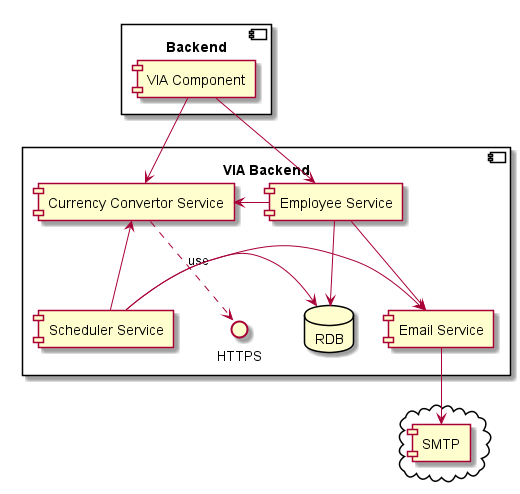 Backend
VIA Component
VIA Backend
Currency Convertor Service
Employee Service
use
Scheduler Service
RDB
Email Service
HTTPS
SMTP